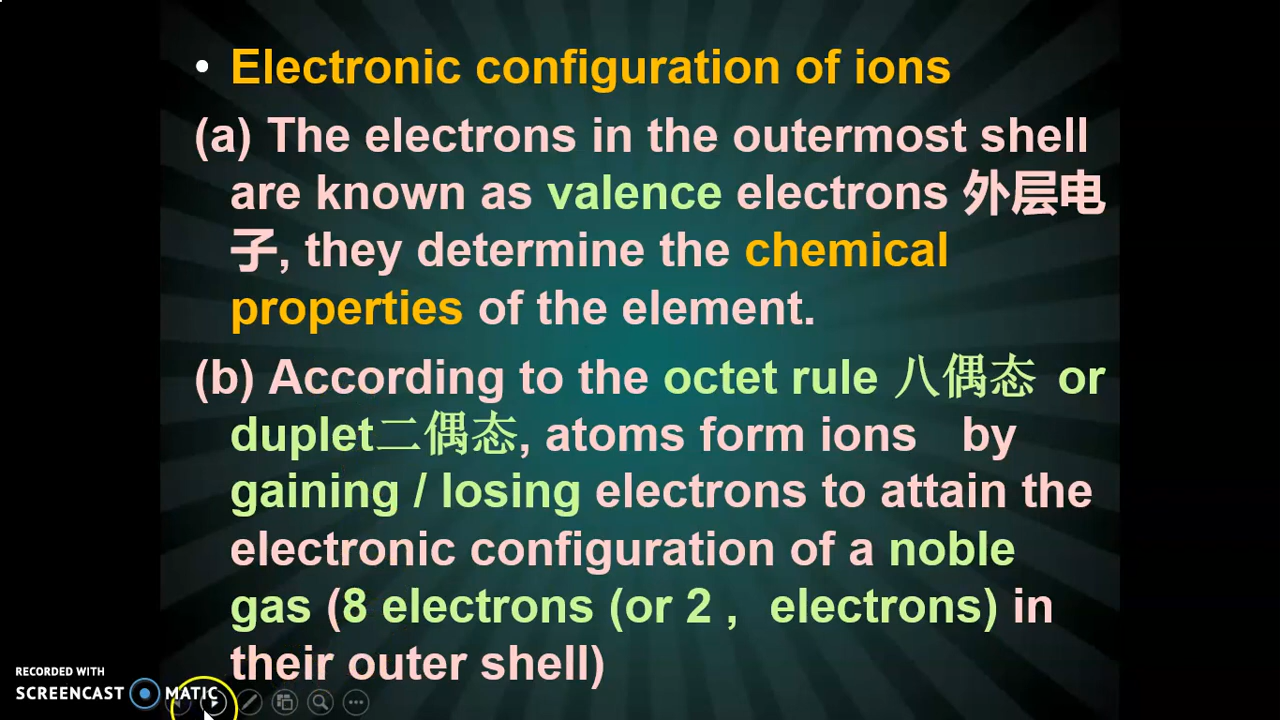 • Electronic configuration of ions
(a) The electrons in the outermost shell
are known as valence electrons 外层电
子, they determine the chemical
properties of the element.
(b) According to the octet rule 八偶态 or
duplet二偶态, atoms form ions by
gaining / losing electrons to attain the
electronic configuration of a noble
gas (8 electrons (or 2 , electrons) in
their outer shell)
RECORDED WITH
SCREENCAST MATIC